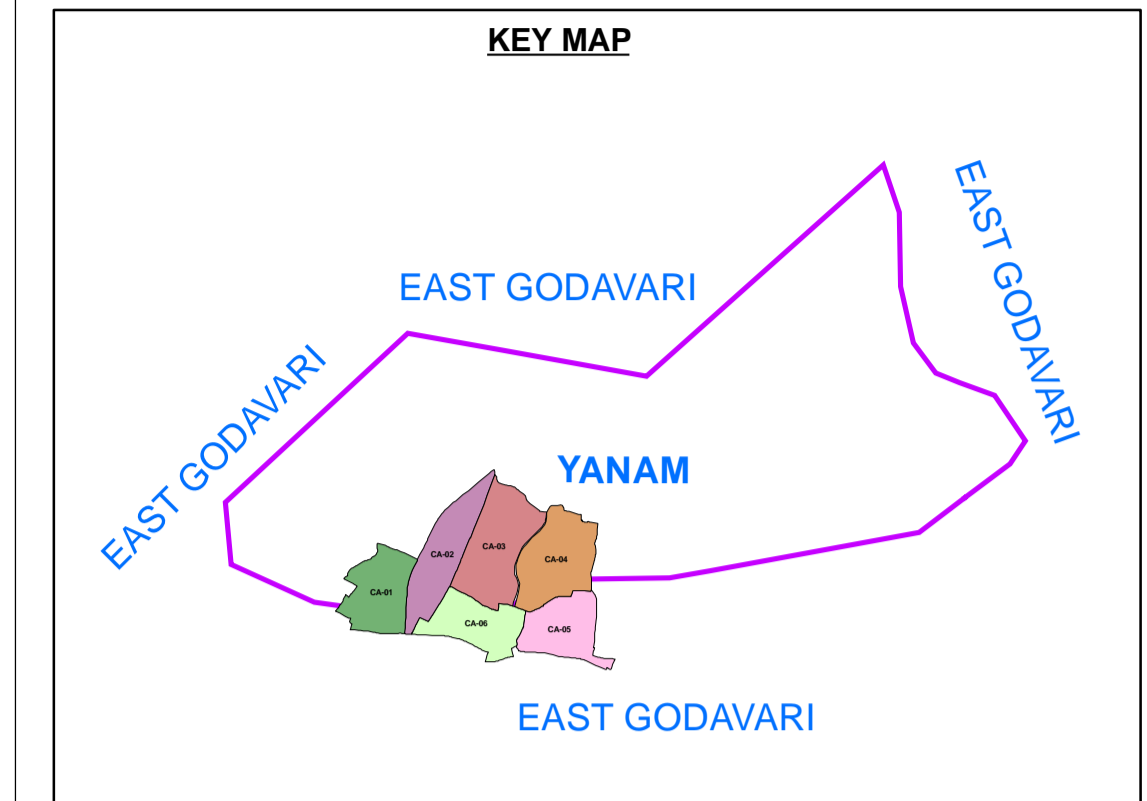 KEY MAP
EAST GODAVARI
EAST GODAVARI
EAST GODAVARI
YANAM
CA-01
CA-02
CA-03
CA-04
CA-06
CA-05
EAST GODAVARI